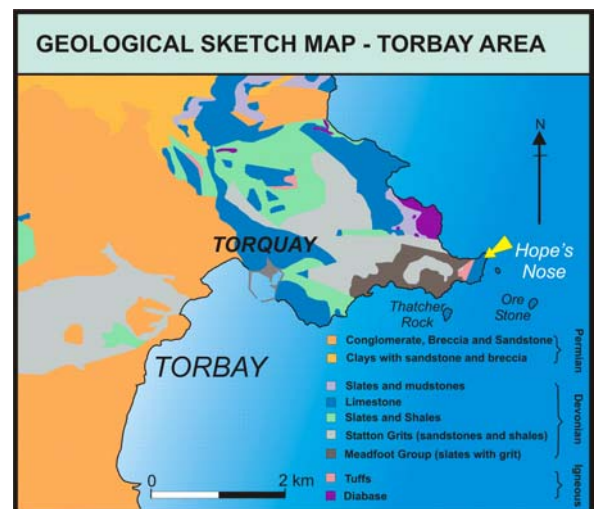 GEOLOGICAL SKETCH MAP - TORBAY AREA
N
TORQUAY
Hope's
Nose
Thatcher
Rock
Ore
Stone
TORBAY
Conglomerate, Breccia and Sandstone
Clays with sandstone and breccia
Permian
Slates and mudstones
Limestone
Slates and Shales
Statton Grits (sandstones and shales)
Meadfoot Group (slates with grit)
Devonian
Tuffs
Diabase
Igneous
0 2 km